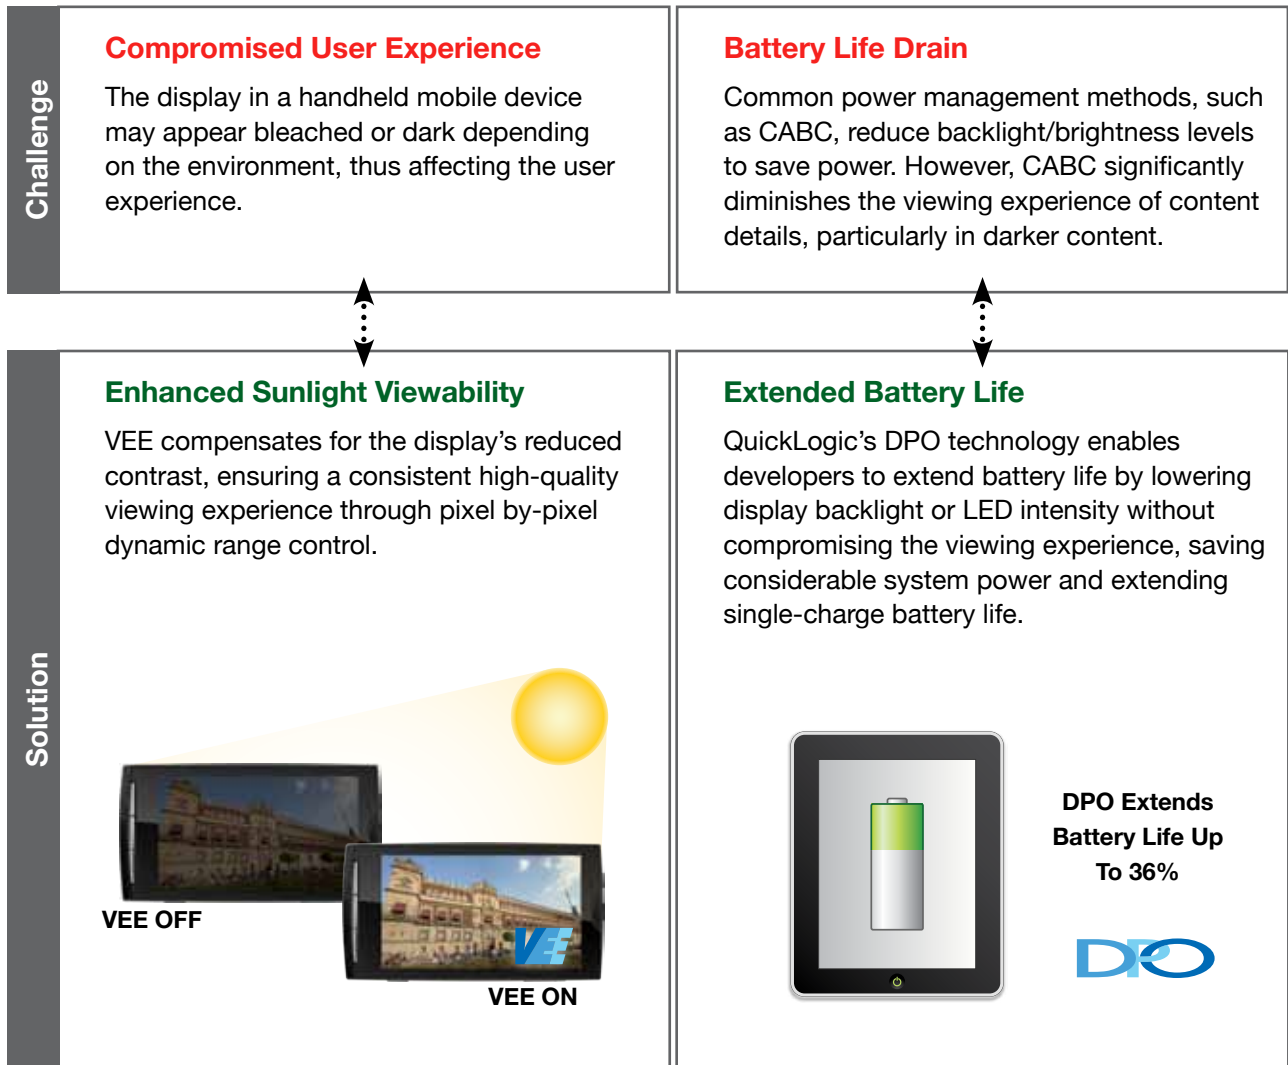 Challenge
Compromised User Experience
The display in a handheld mobile device
may appear bleached or dark depending
on the environment, thus affecting the user
experience.
Battery Life Drain
Common power management methods, such
as CABC, reduce backlight/brightness levels
to save power. However, CABC significantly
diminishes the viewing experience of content
details, particularly in darker content.
Solution
Enhanced Sunlight Viewability
VEE compensates for the display's reduced
contrast, ensuring a consistent high-quality
viewing experience through pixel by-pixel
dynamic range control.
VEE OFF
VEE
VEE ON
Extended Battery Life
QuickLogic's DPO technology enables
developers to extend battery life by lowering
display backlight or LED intensity without
compromising the viewing experience, saving
considerable system power and extending
single-charge battery life.
DPO Extends
Battery Life Up
To 36%
DPO